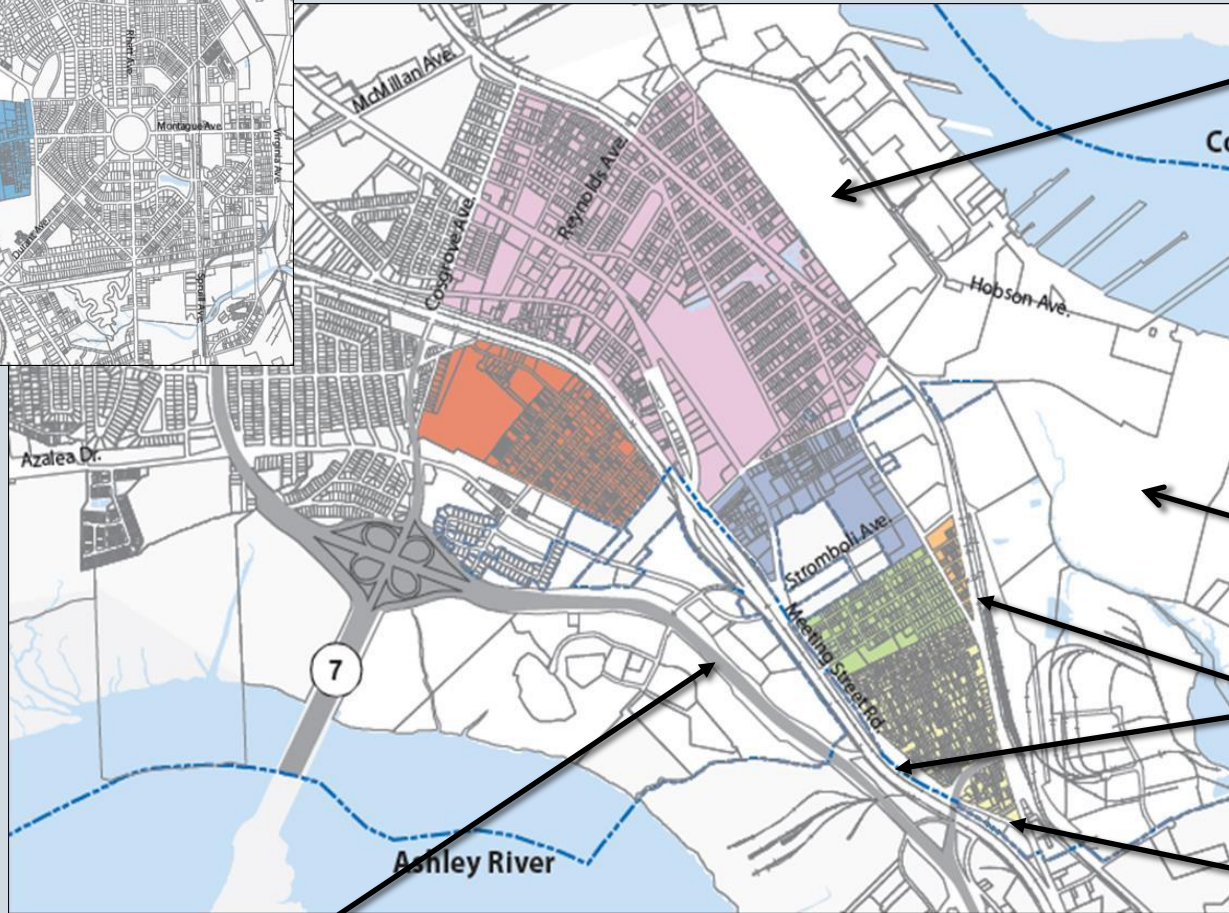 Rhett Ave.
Montague Ave.
Virginia Ave.
Durant Ave.
Spruill Ave.
McMillan Ave.
Reynolds Ave.
Cosgrove Ave.
Co
Hobson Ave.
Azalea Dr.
Stromboli Ave.
Meeting Street Rd.
7
Ashley River